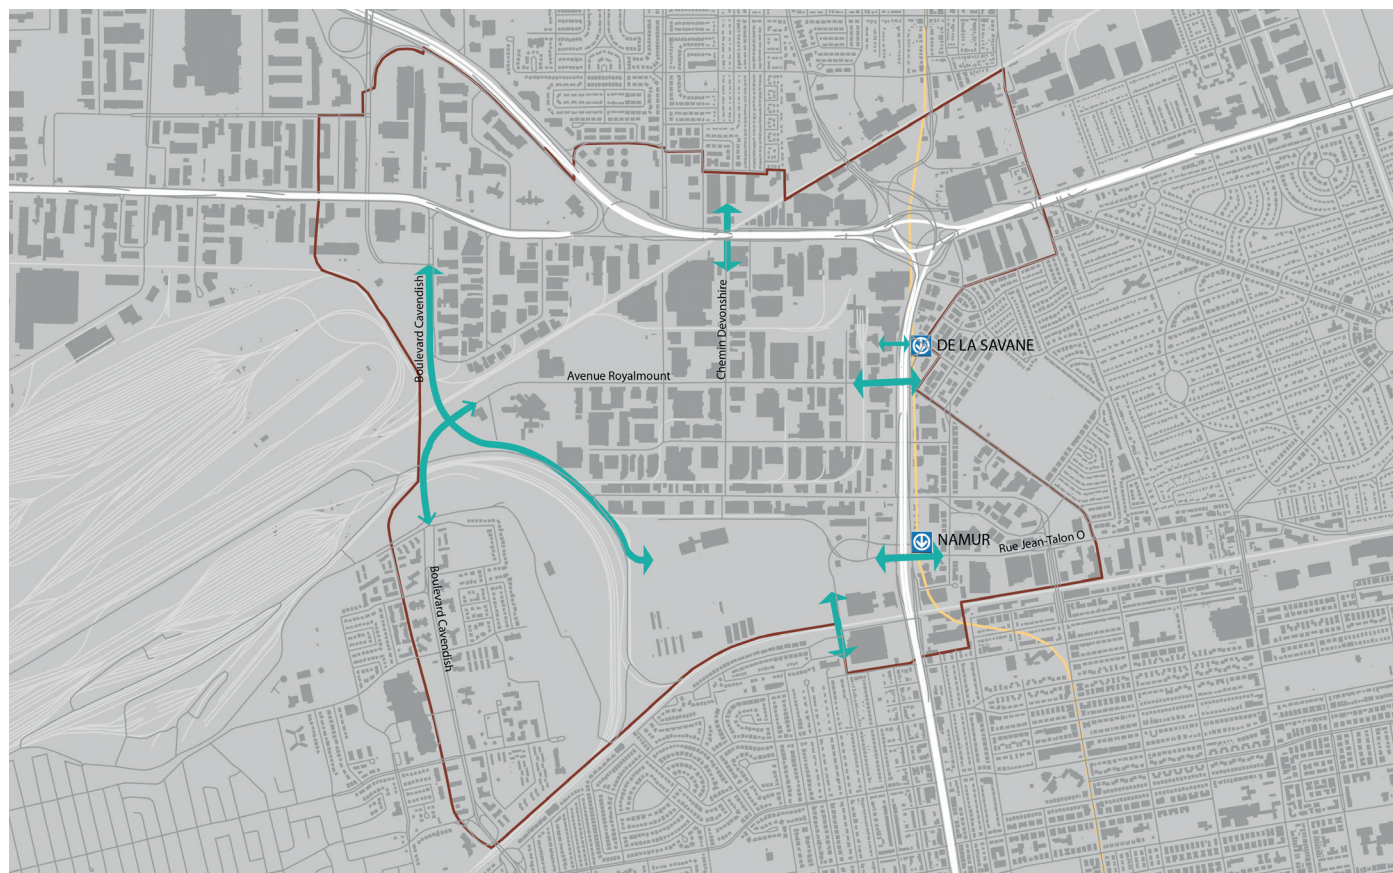 Boulevard Cavendish
Chemin Devonshire
DE LA SAVANE
Avenue Royalmount
NAMUR
Rue Jean-Talon O
Boulevard Cavendish